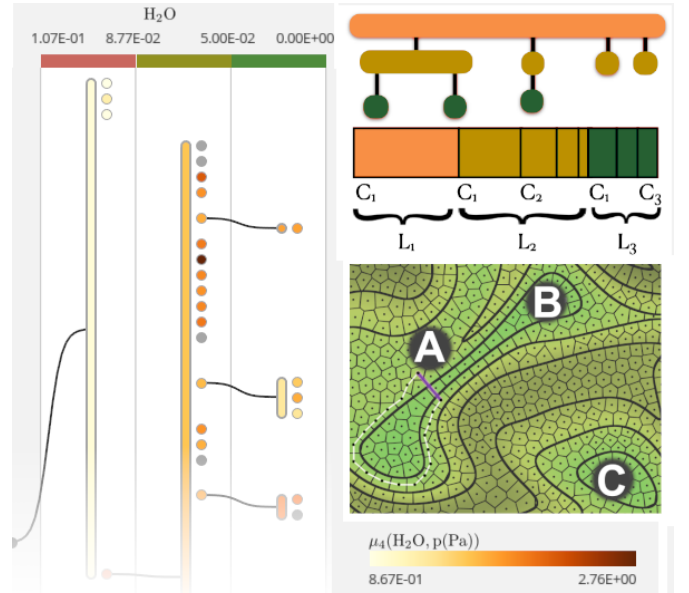 H₂O
1.07E-01 8.77E-02 5.00E-02 0.00E+00
C₁ C₁ C₂ C₁ C₃
L₁ L₂ L₃
B
A
C
μ₄(H₂O, p(Pa))
8.67E-01 2.76E+00